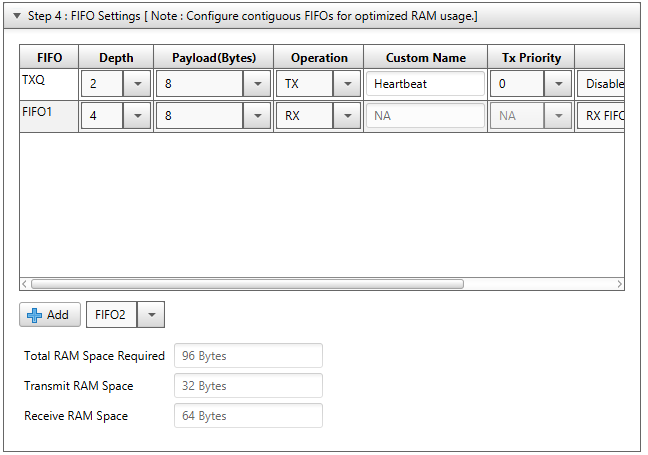 Step 4 : FIFO Settings [ Note : Configure contiguous FIFOs for optimized RAM usage.]
FIFO Depth Payload(Bytes) Operation Custom Name Tx Priority
TXQ 2 8 TX Heartbeat 0 Disable
FIFO1 4 8 RX NA NA RX FIFO
Add FIFO2
Total RAM Space Required 96 Bytes
Transmit RAM Space 32 Bytes
Receive RAM Space 64 Bytes